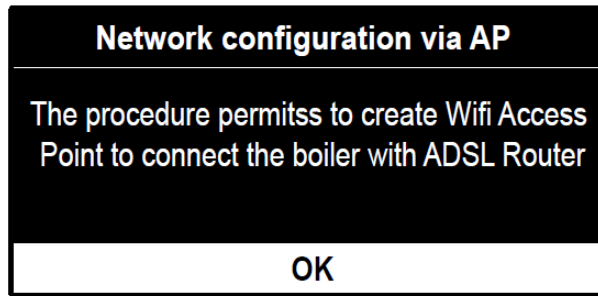 Network configuration via AP
The procedure permitss to create Wifi Access
Point to connect the boiler with ADSL Router
OK